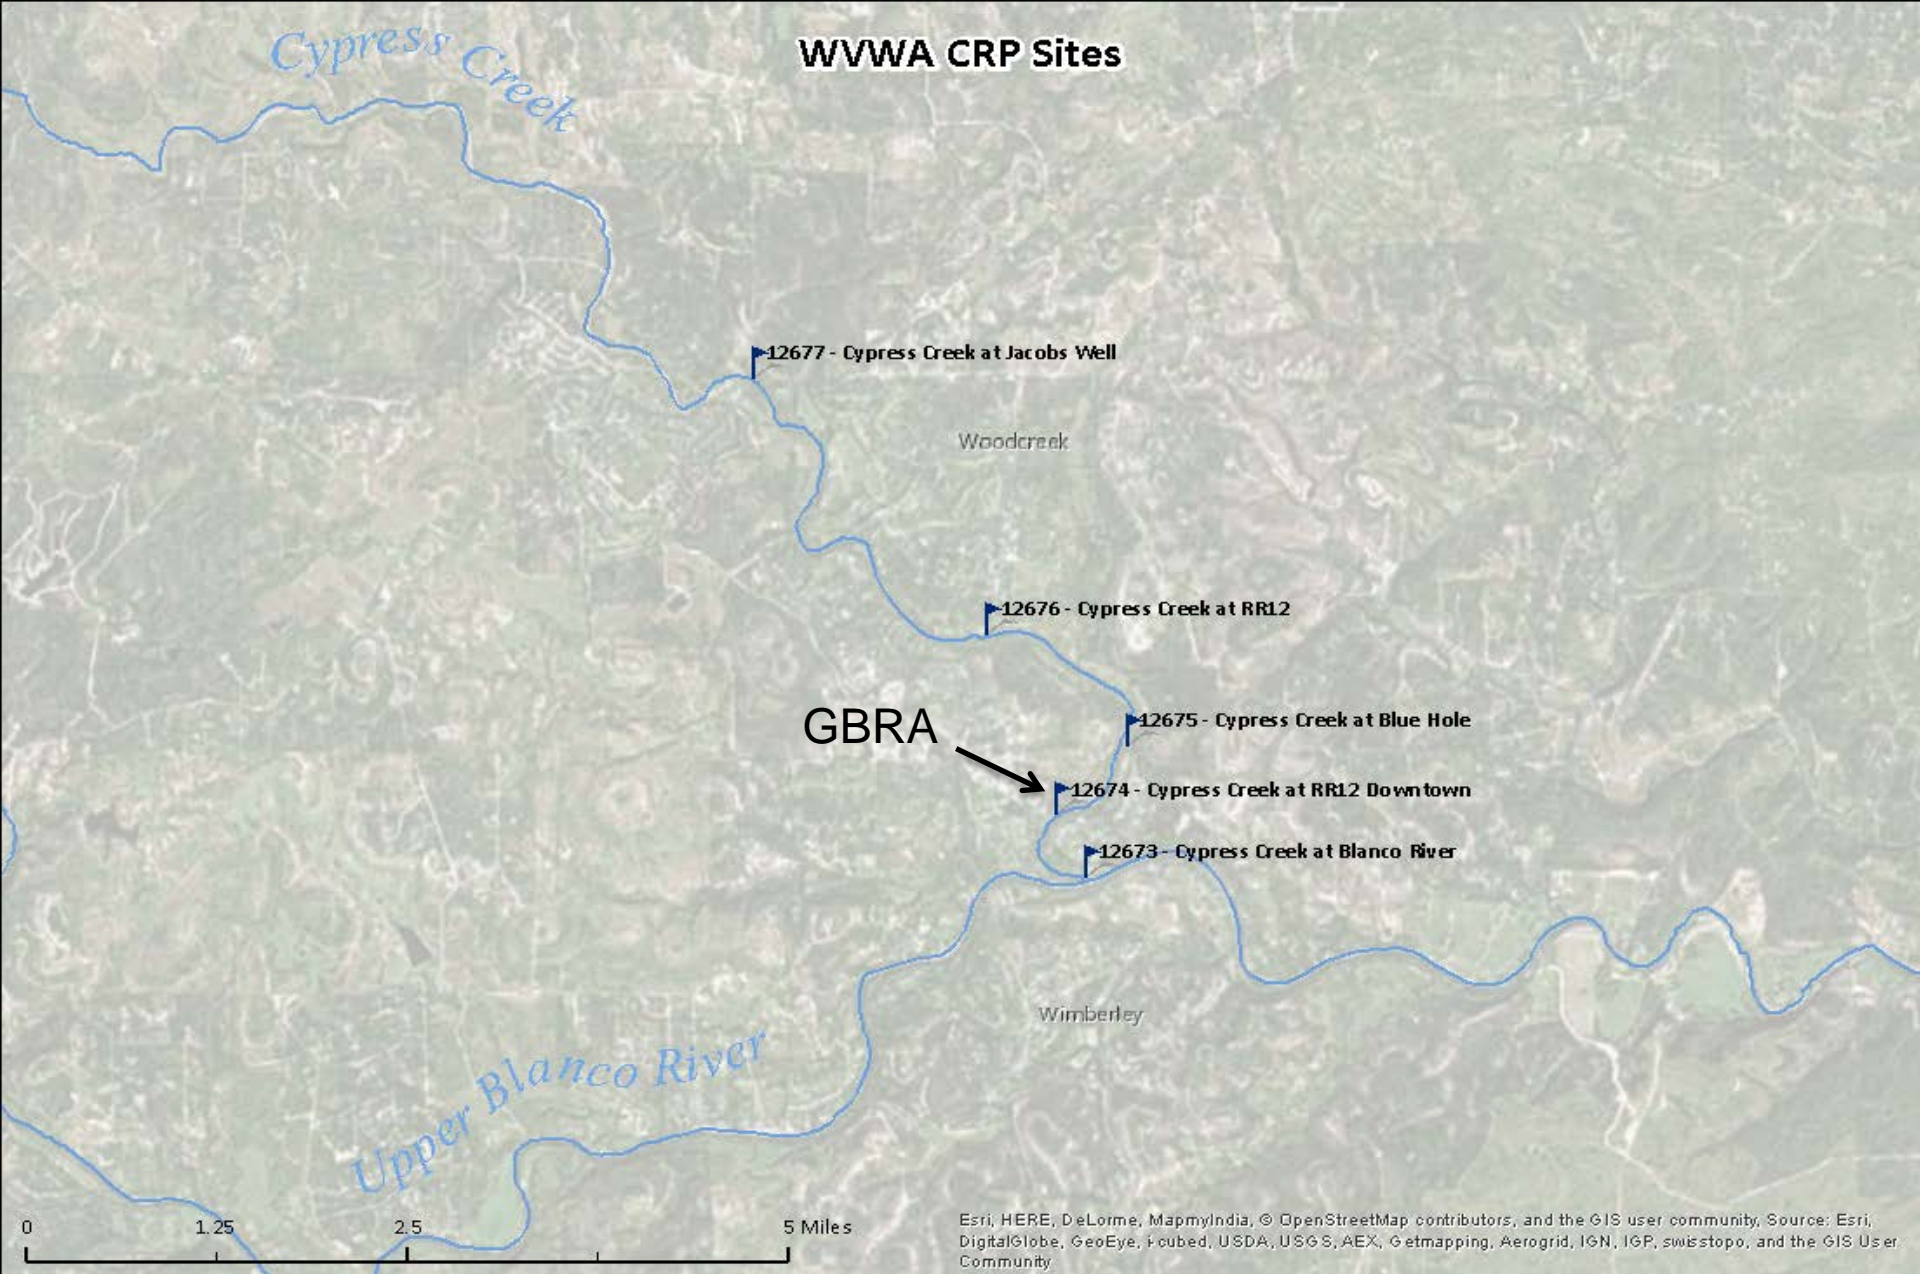 Cypress Creek
WVWA CRP Sites
12677 - Cypress Creek at Jacobs Well
Woodcreek
12676 - Cypress Creek at RR12
GBRA
12675 - Cypress Creek at Blue Hole
12674 - Cypress Creek at RR12 Downtown
12673 - Cypress Creek at Blanco River
Wimberley
Upper Blanco River
0 1.25 2.5 5 Miles
Esri, HERE, DeLorme, MapmyIndia, © OpenStreetMap contributors, and the GIS user community, Source: Esri,
DigitalGlobe, GeoEye, i-cubed, USDA, USGS, AEX, Getmapping, Aerogrid, IGN, IGP, swisstopo, and the GIS User
Community